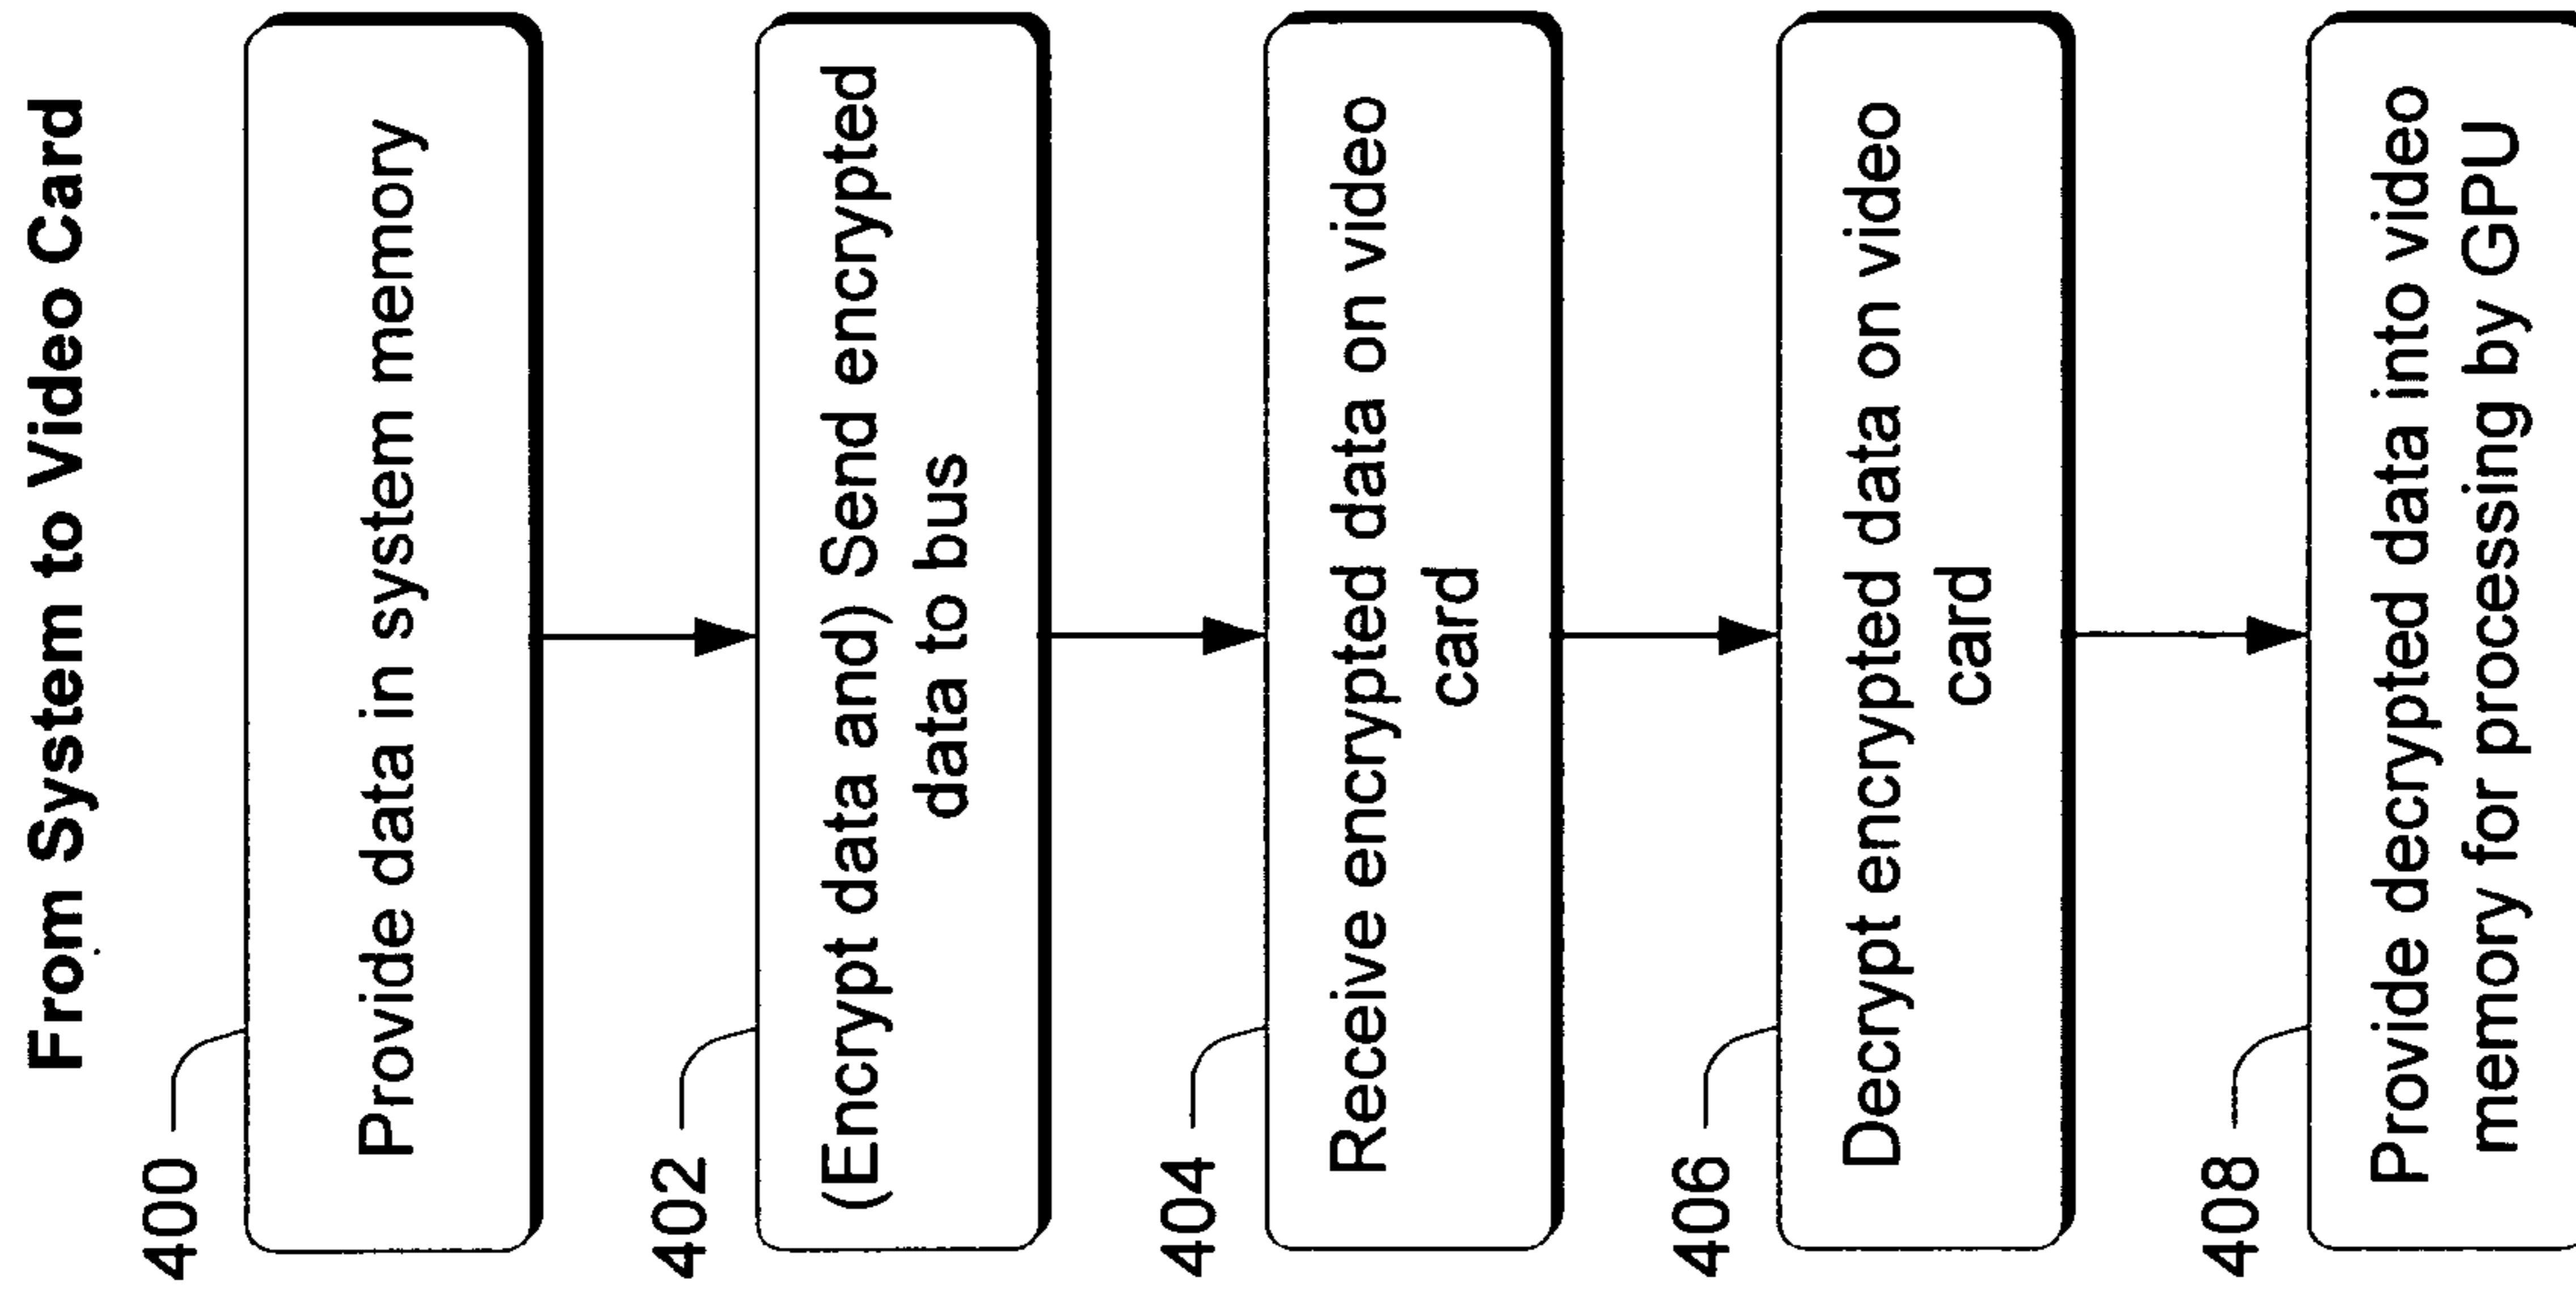 From System to Video Card
400
Provide data in system memory
402
(Encrypt data and) Send encrypted
data to bus
404
Receive encrypted data on video
card
406
Decrypt encrypted data on video
card
408
Provide decrypted data into video
memory for processing by GPU